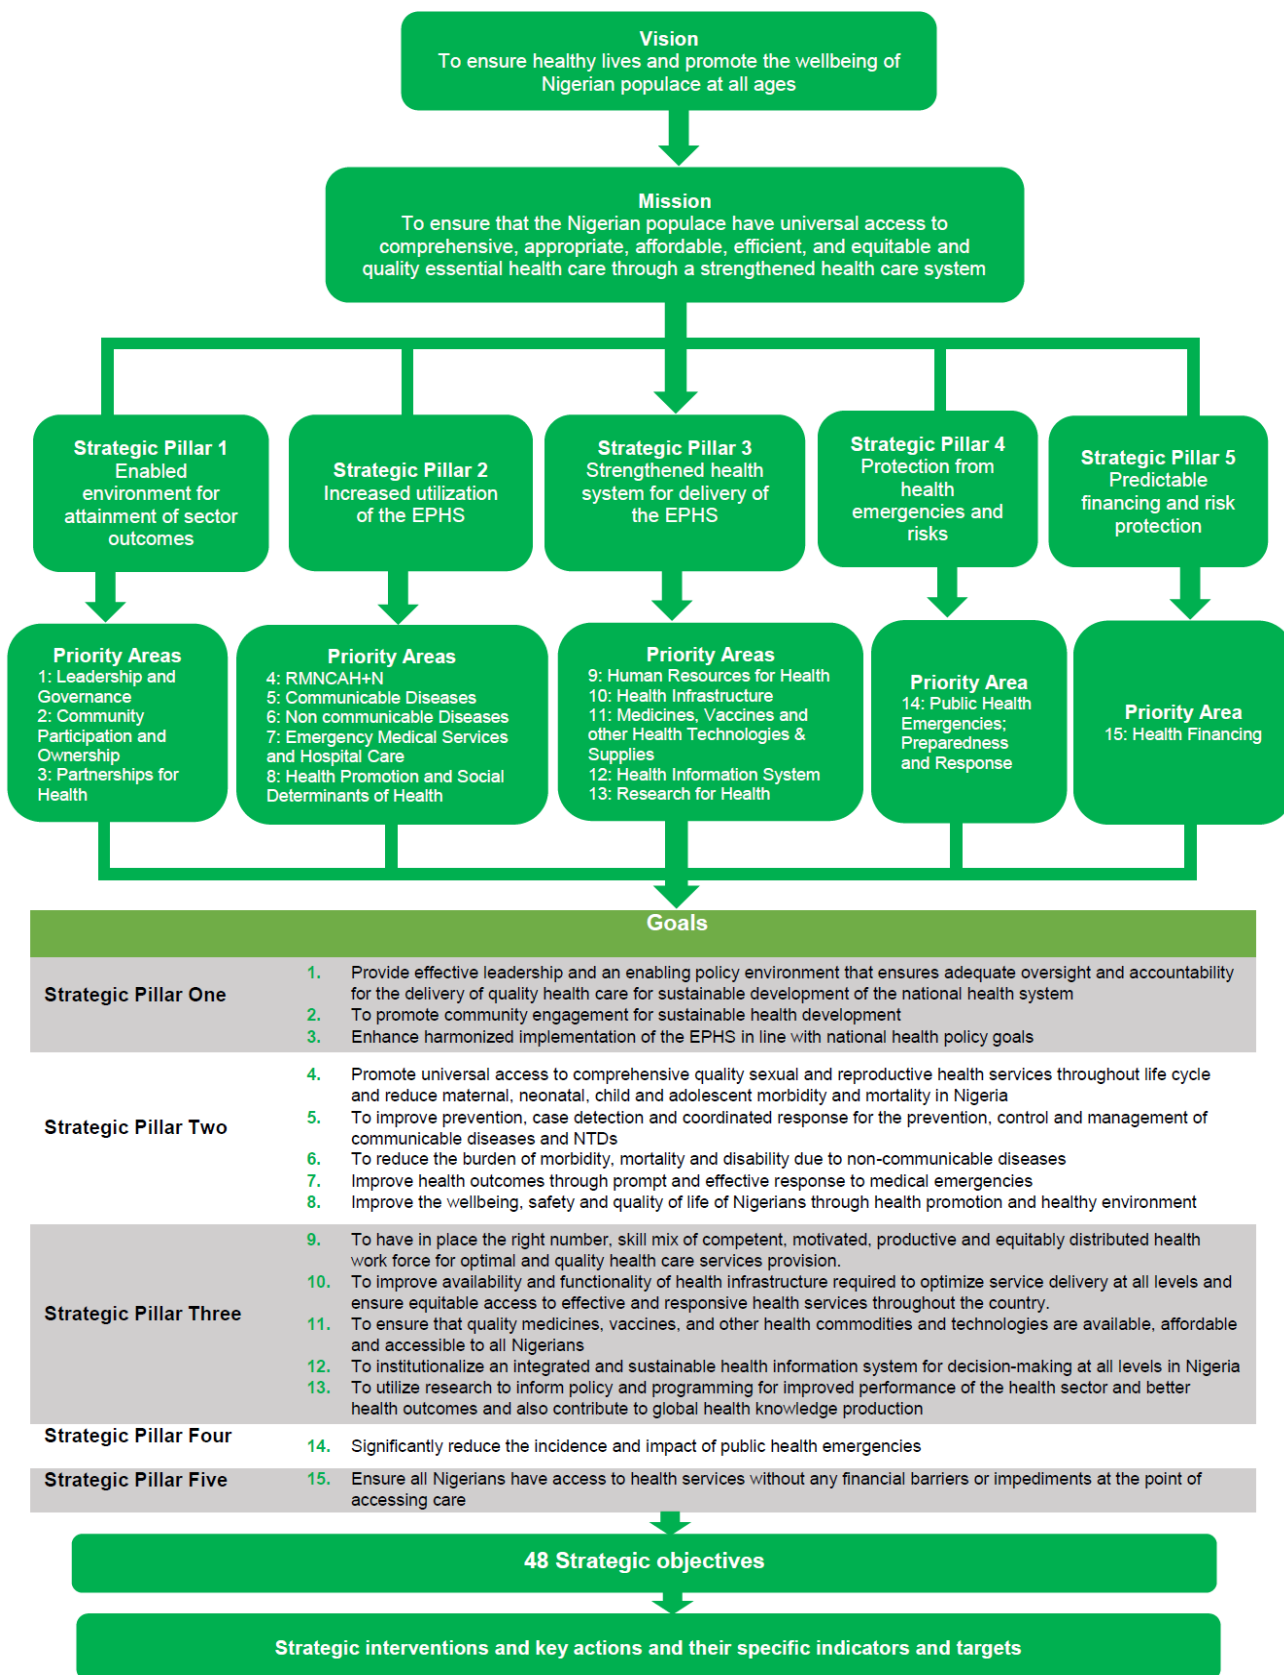 Vision
To ensure healthy lives and promote the wellbeing of
Nigerian populace at all ages
Mission
To ensure that the Nigerian populace have universal access to
comprehensive, appropriate, affordable, efficient, and equitable and
quality essential health care through a strengthened health care system
Strategic Pillar 1
Enabled
environment for
attainment of sector
outcomes
Strategic Pillar 2
Increased utilization
of the EPHS
Strategic Pillar 3
Strengthened health
system for delivery of
the EPHS
Strategic Pillar 4
Protection from
health
emergencies and
risks
Strategic Pillar 5
Predictable
financing and risk
protection
Priority Areas
1: Leadership and
Governance
2: Community
Participation and
Ownership
3: Partnerships for
Health
Priority Areas
4: RMNCAH+N
5: Communicable Diseases
6: Non communicable Diseases
7: Emergency Medical Services
and Hospital Care
8: Health Promotion and Social
Determinants of Health
Priority Areas
9: Human Resources for Health
10: Health Infrastructure
11: Medicines, Vaccines and
other Health Technologies &
Supplies
12: Health Information System
13: Research for Health
Priority Area
14: Public Health
Emergencies;
Preparedness
and Response
Priority Area
15: Health Financing
Goals
Strategic Pillar One
1. Provide effective leadership and an enabling policy environment that ensures adequate oversight and accountability
for the delivery of quality health care for sustainable development of the national health system
2. To promote community engagement for sustainable health development
3. Enhance harmonized implementation of the EPHS in line with national health policy goals
Strategic Pillar Two
4. Promote universal access to comprehensive quality sexual and reproductive health services throughout life cycle
and reduce maternal, neonatal, child and adolescent morbidity and mortality in Nigeria
5. To improve prevention, case detection and coordinated response for the prevention, control and management of
communicable diseases and NTDs
6. To reduce the burden of morbidity, mortality and disability due to non-communicable diseases
7. Improve health outcomes through prompt and effective response to medical emergencies
8. Improve the wellbeing, safety and quality of life of Nigerians through health promotion and healthy environment
Strategic Pillar Three
9. To have in place the right number, skill mix of competent, motivated, productive and equitably distributed health
work force for optimal and quality health care services provision.
10. To improve availability and functionality of health infrastructure required to optimize service delivery at all levels and
ensure equitable access to effective and responsive health services throughout the country.
11. To ensure that quality medicines, vaccines, and other health commodities and technologies are available, affordable
and accessible to all Nigerians
12. To institutionalize an integrated and sustainable health information system for decision-making at all levels in Nigeria
13. To utilize research to inform policy and programming for improved performance of the health sector and better
health outcomes and also contribute to global health knowledge production
Strategic Pillar Four
14. Significantly reduce the incidence and impact of public health emergencies
Strategic Pillar Five
15. Ensure all Nigerians have access to health services without any financial barriers or impediments at the point of
accessing care
48 Strategic objectives
Strategic interventions and key actions and their specific indicators and targets